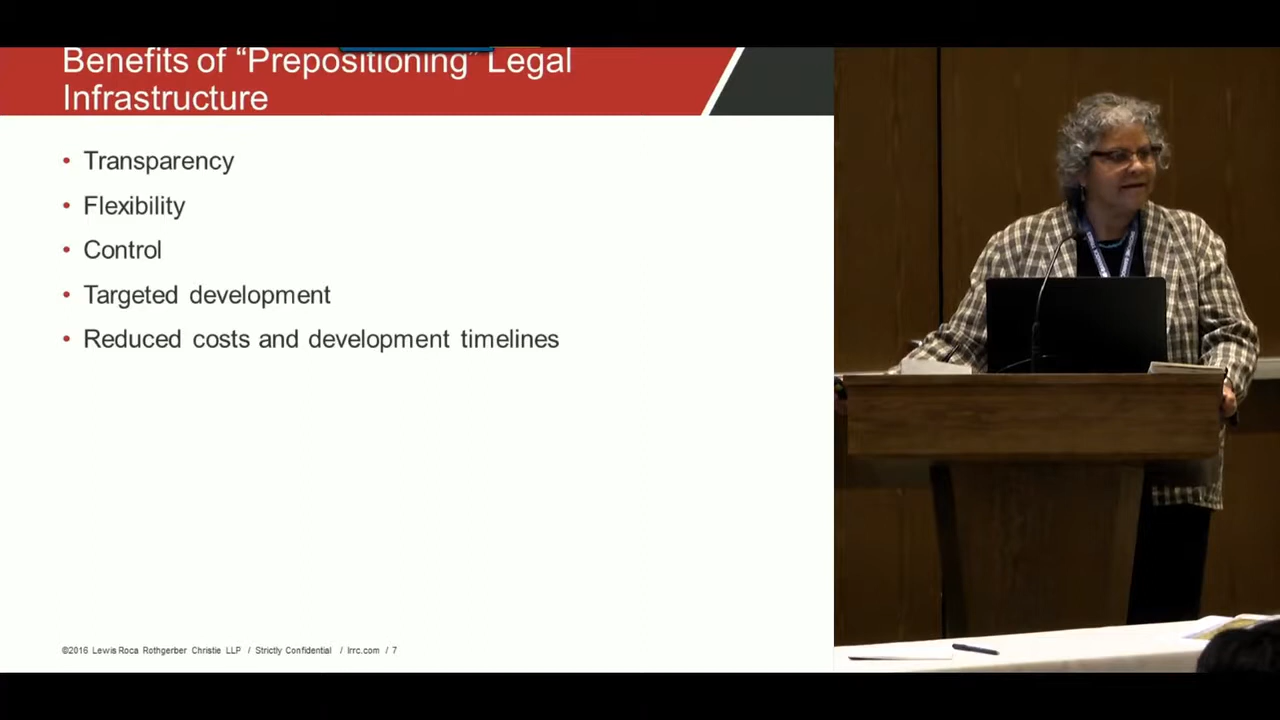 Benefits of “Prepositioning” Legal
Infrastructure
• Transparency
• Flexibility
• Control
• Targeted development
• Reduced costs and development timelines
©2016 Lewis Roca Rothgerber Christie LLP / Strictly Confidential / lrrc.com / 7